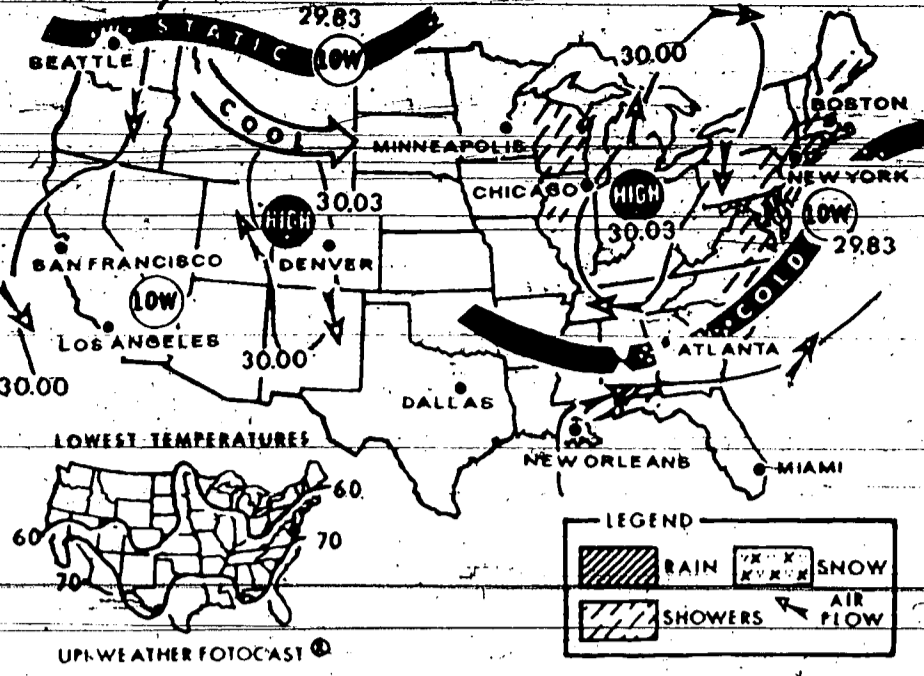 29.83
STATIC
LOW
SEATTLE
30.00
COOL
BOSTON
MINNEAPOLIS
NEW YORK
CHICAGO
HIGH
30.03
HIGH
30.03
LOW
29.83
SAN FRANCISCO
DENVER
COLD
LOW
LOS ANGELES
ATLANTA
30.00
30.00
DALLAS
LOWEST TEMPERATURES
NEW ORLEANS
MIAMI
60
60
70
70
LEGEND
RAIN
SNOW
SHOWERS
AIR
FLOW
UPI WEATHER FOTOCAST ®